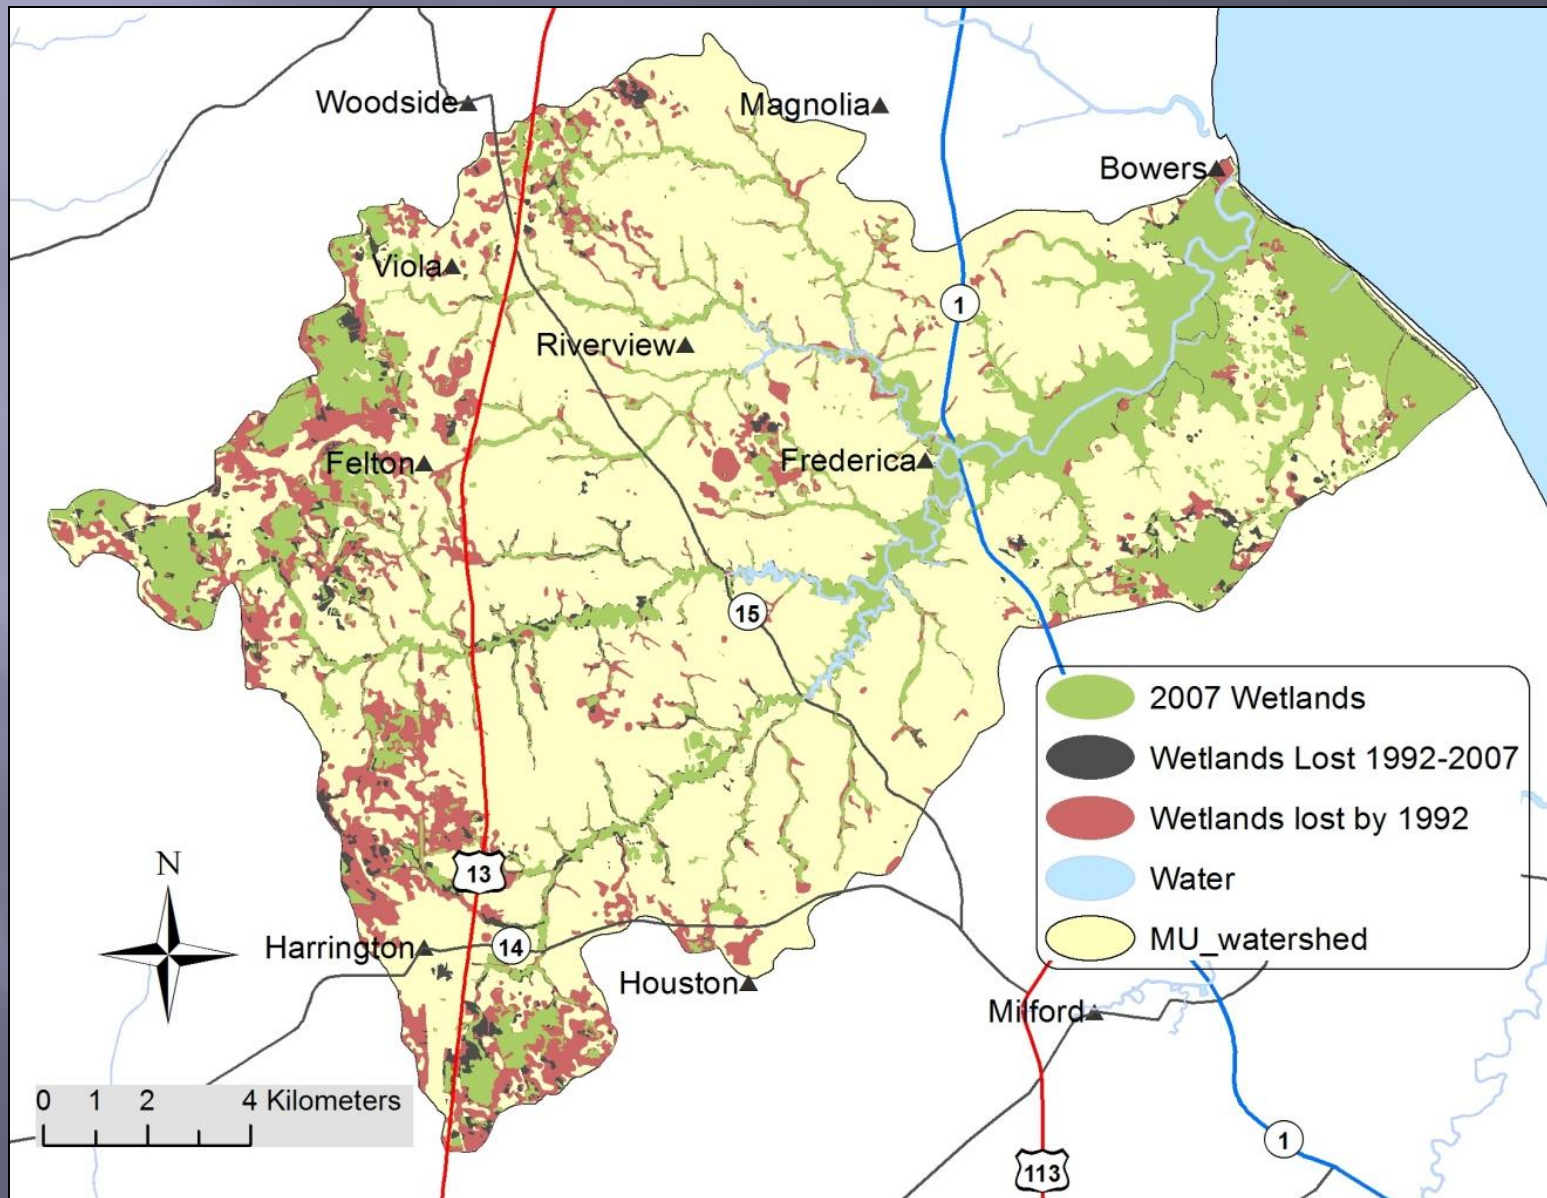 Woodside
Magnolia
Bowers
Viola
1
Riverview
Felton
Frederica
15
2007 Wetlands
Wetlands Lost 1992-2007
Wetlands lost by 1992
Water
MU_watershed
N
13
Harrington
14
Houston
Milford
0 1 2 4 Kilometers
1
113